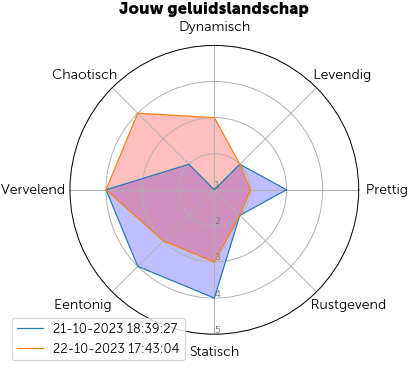 Jouw geluidslandschap
Dynamisch
Chaotisch
Levendig
Vervelend
Prettig
1
2
3
4
5
Eentonig
Rustgevend
Statisch
21-10-2023 18:39:27
22-10-2023 17:43:04